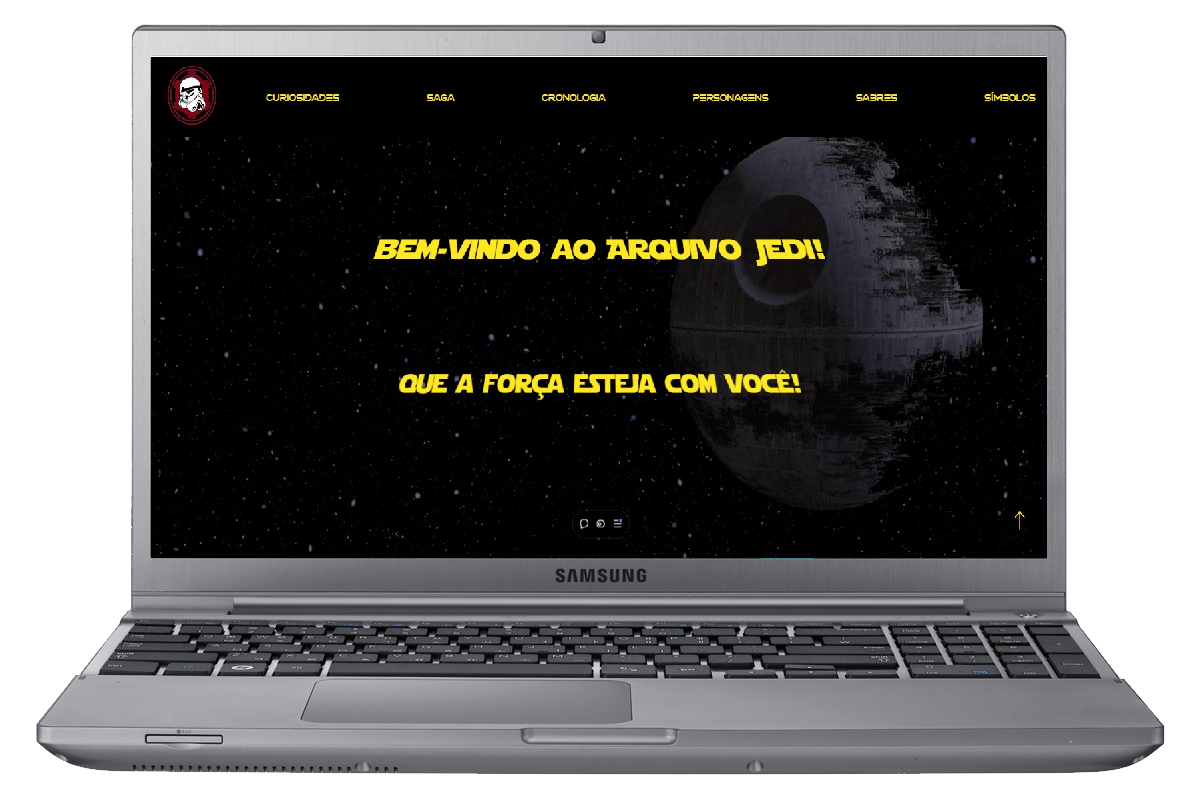 CURIOSIDADES SAGA CRONOLOGIA PERSONAGENS SABRES SÍMBOLOS
BEM-VINDO AO ARQUIVO JEDI!
QUE A FORÇA ESTEJA COM VOCÊ!
SAMSUNG